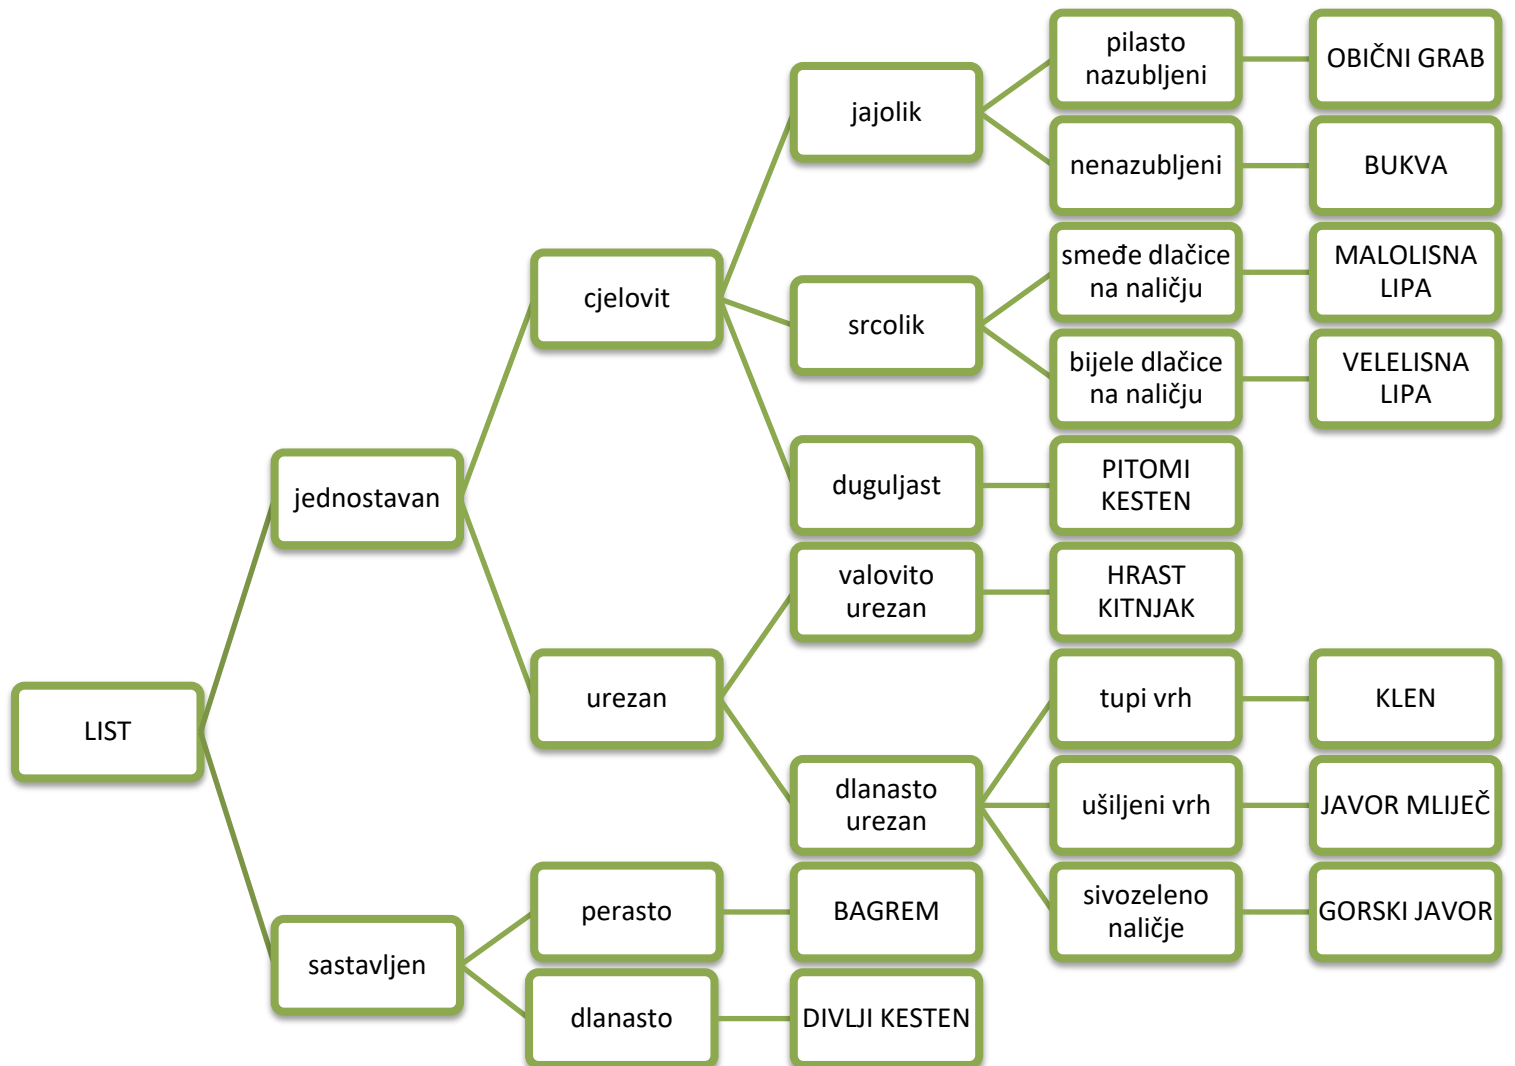 LIST
jednostavan
cjelovit
jajolik
pilasto
nazubljeni
OBIČNI GRAB
nenazubljeni
BUKVA
srcolik
smeđe dlačice
na naličju
MALOLISNA
LIPA
bijele dlačice
na naličju
VELELISNA
LIPA
duguljast
PITOMI
KESTEN
urezan
valovito
urezan
HRAST
KITNJAK
dlanasto
urezan
tupi vrh
KLEN
ušiljeni vrh
JAVOR MLIJEČ
sivozeleno
naličje
GORSKI JAVOR
sastavljen
perasto
BAGREM
dlanasto
DIVLJI KESTEN